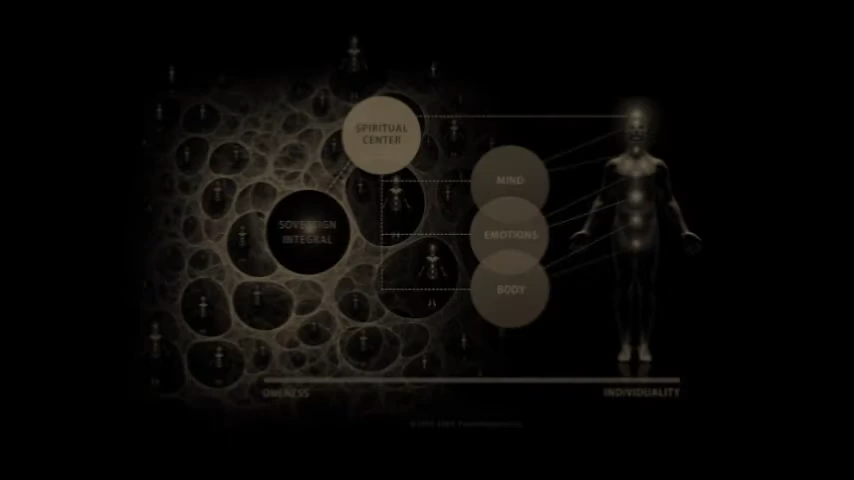 SPIRITUAL
CENTER
MIND
SOVEREIGN
INTEGRAL
EMOTIONS
BODY
ONENESS
INDIVIDUALITY